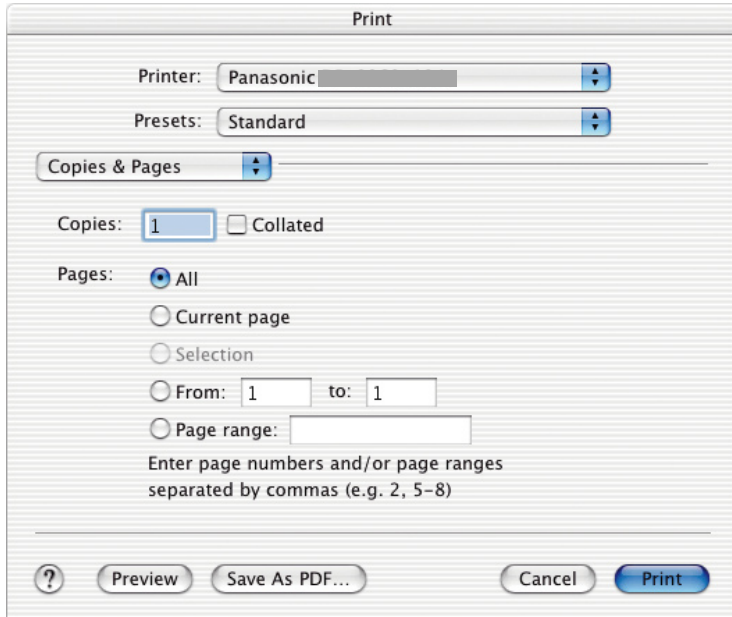 Print
Printer: Panasonic
Presets: Standard
Copies & Pages
Copies: 1 Collated
Pages: All
Current page
Selection
From: 1 to: 1
Page range:
Enter page numbers and/or page ranges
separated by commas (e.g. 2, 5–8)
? Preview Save As PDF... Cancel Print